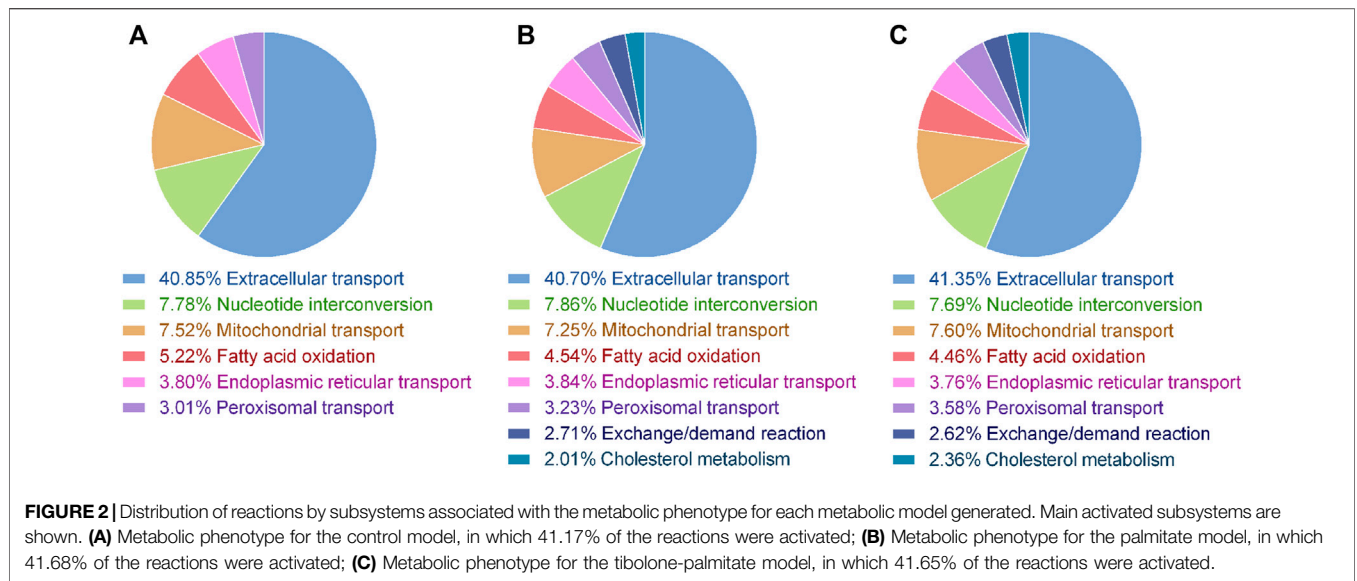 A
40.85% Extracellular transport
7.78% Nucleotide interconversion
7.52% Mitochondrial transport
5.22% Fatty acid oxidation
3.80% Endoplasmic reticular transport
3.01% Peroxisomal transport
B
40.70% Extracellular transport
7.86% Nucleotide interconversion
7.25% Mitochondrial transport
4.54% Fatty acid oxidation
3.84% Endoplasmic reticular transport
3.23% Peroxisomal transport
2.71% Exchange/demand reaction
2.01% Cholesterol metabolism
C
41.35% Extracellular transport
7.69% Nucleotide interconversion
7.60% Mitochondrial transport
4.46% Fatty acid oxidation
3.76% Endoplasmic reticular transport
3.58% Peroxisomal transport
2.62% Exchange/demand reaction
2.36% Cholesterol metabolism
FIGURE 2 | Distribution of reactions by subsystems associated with the metabolic phenotype for each metabolic model generated. Main activated subsystems are
shown. (A) Metabolic phenotype for the control model, in which 41.17% of the reactions were activated; (B) Metabolic phenotype for the palmitate model, in which
41.68% of the reactions were activated; (C) Metabolic phenotype for the tibolone-palmitate model, in which 41.65% of the reactions were activated.